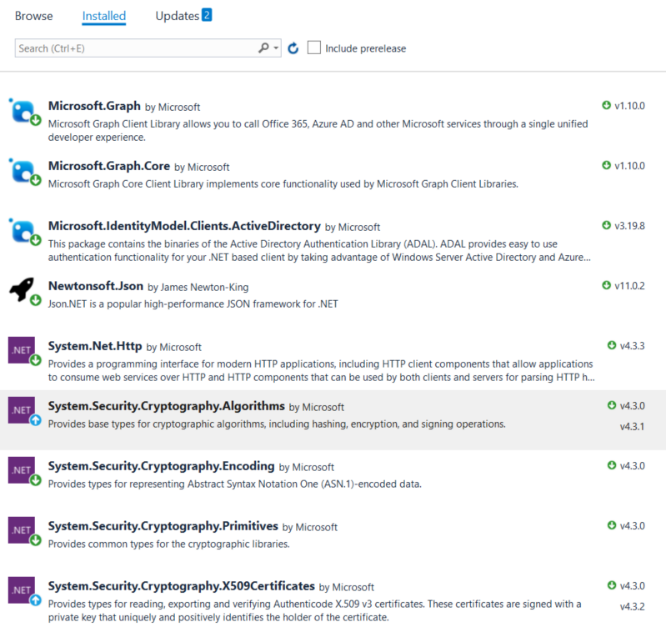 Browse Installed Updates 2
Search (Ctrl+E) Include prerelease
Microsoft.Graph by Microsoft v1.10.0
Microsoft Graph Client Library allows you to call Office 365, Azure AD and other Microsoft services through a single unified
developer experience.
Microsoft.Graph.Core by Microsoft v1.10.0
Microsoft Graph Core Client Library implements core functionality used by Microsoft Graph Client Libraries.
Microsoft.IdentityModel.Clients.ActiveDirectory by Microsoft v3.19.8
This package contains the binaries of the Active Directory Authentication Library (ADAL). ADAL provides easy to use
authentication functionality for your .NET based client by taking advantage of Windows Server Active Directory and Azure...
Newtonsoft.Json by James Newton-King v11.0.2
Json.NET is a popular high-performance JSON framework for .NET
.NET System.Net.Http by Microsoft v4.3.3
Provides a programming interface for modern HTTP applications, including HTTP client components that allow applications
to consume web services over HTTP and HTTP components that can be used by both clients and servers for parsing HTTP h...
.NET System.Security.Cryptography.Algorithms by Microsoft v4.3.0
Provides base types for cryptographic algorithms, including hashing, encryption, and signing operations. v4.3.1
.NET System.Security.Cryptography.Encoding by Microsoft v4.3.0
Provides types for representing Abstract Syntax Notation One (ASN.1)-encoded data.
.NET System.Security.Cryptography.Primitives by Microsoft v4.3.0
Provides common types for the cryptographic libraries.
.NET System.Security.Cryptography.X509Certificates by Microsoft v4.3.0
Provides types for reading, exporting and verifying Authenticode X.509 v3 certificates. These certificates are signed with a v4.3.2
private key that uniquely and positively identifies the holder of the certificate.